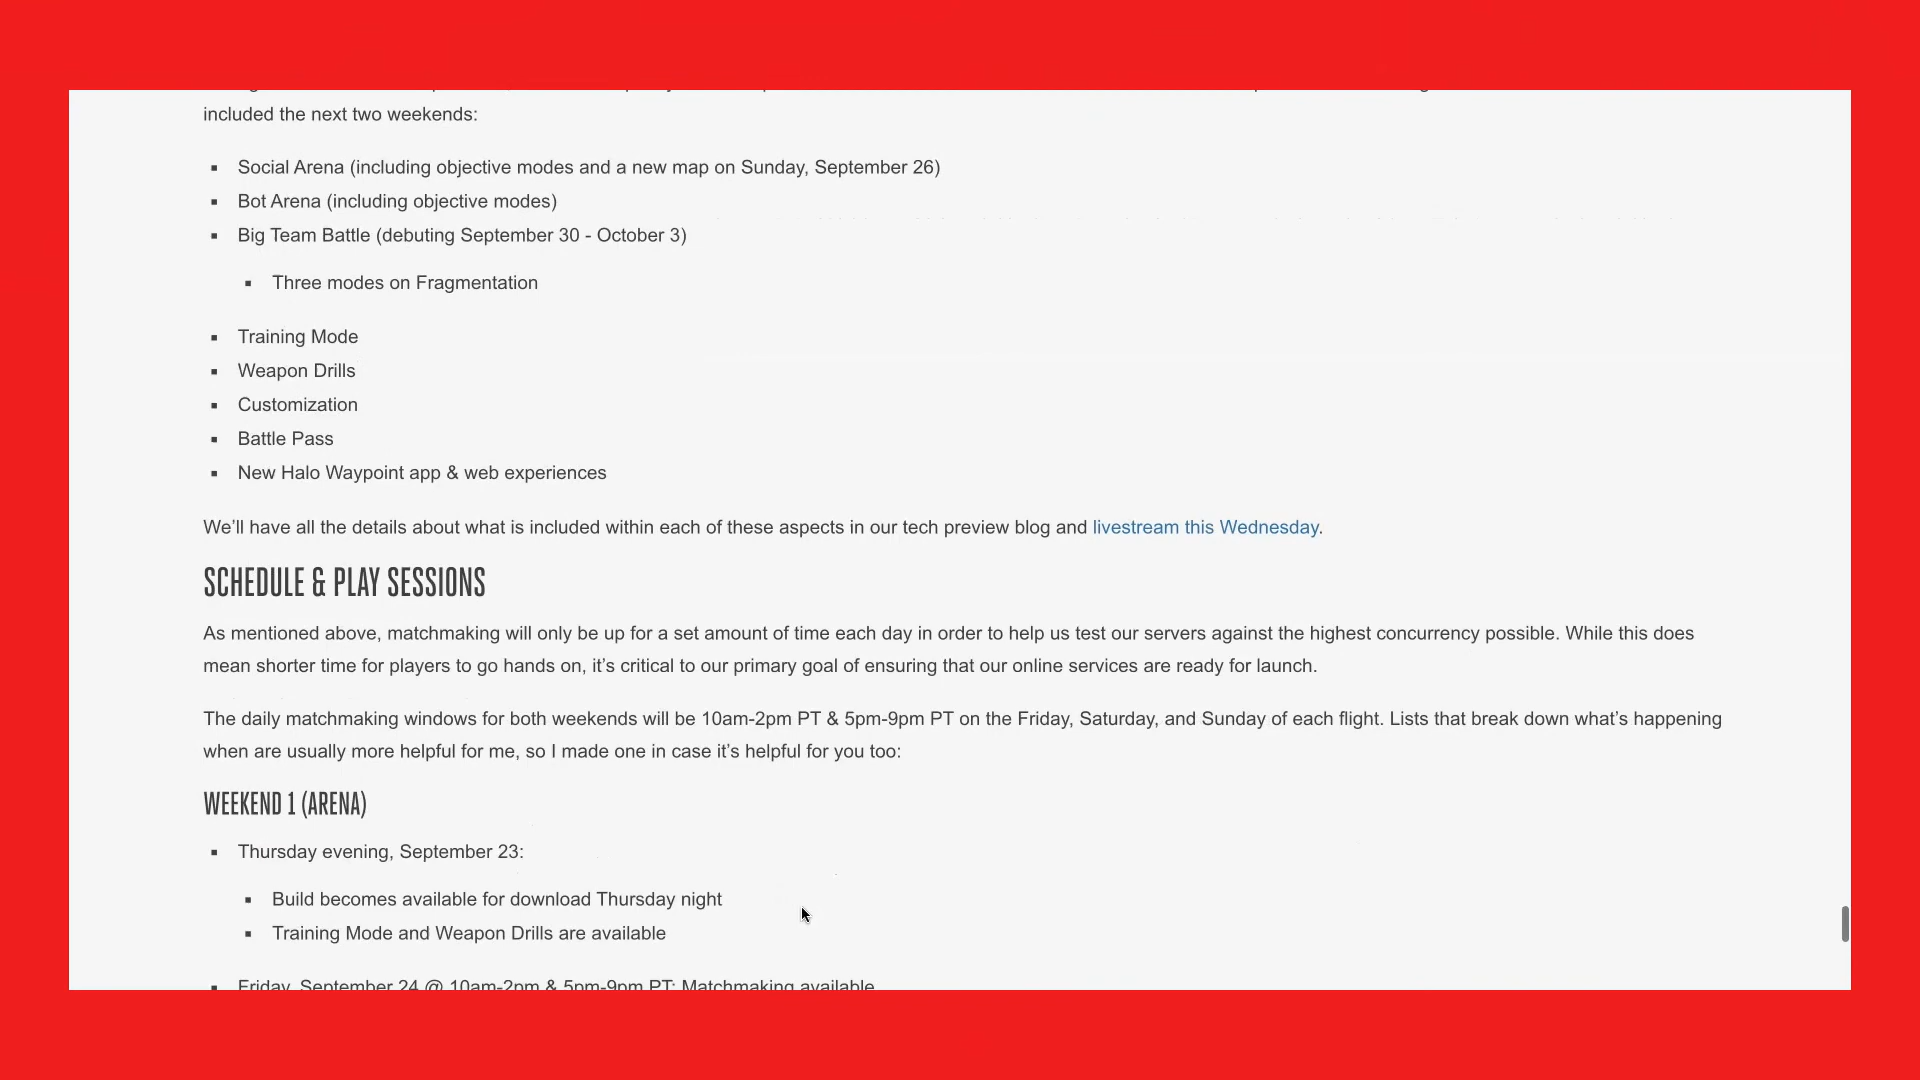 included the next two weekends:
Social Arena (including objective modes and a new map on Sunday, September 26)
Bot Arena (including objective modes)
Big Team Battle (debuting September 30 - October 3)
Three modes on Fragmentation
Training Mode
Weapon Drills
Customization
Battle Pass
New Halo Waypoint app & web experiences
We’ll have all the details about what is included within each of these aspects in our tech preview blog and livestream this Wednesday.
SCHEDULE & PLAY SESSIONS
As mentioned above, matchmaking will only be up for a set amount of time each day in order to help us test our servers against the highest concurrency possible. While this does
mean shorter time for players to go hands on, it’s critical to our primary goal of ensuring that our online services are ready for launch.
The daily matchmaking windows for both weekends will be 10am-2pm PT & 5pm-9pm PT on the Friday, Saturday, and Sunday of each flight. Lists that break down what’s happening
when are usually more helpful for me, so I made one in case it’s helpful for you too:
WEEKEND 1 (ARENA)
Thursday evening, September 23:
Build becomes available for download Thursday night
Training Mode and Weapon Drills are available
Friday, September 24 @ 10am-2pm & 5pm-9pm PT: Matchmaking available